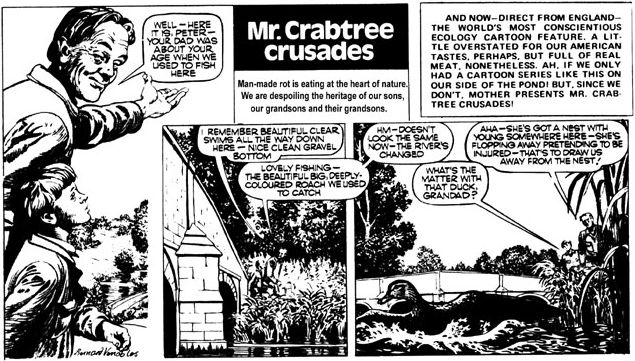 WELL - HERE
IT IS, PETER -
YOUR DAD WAS
ABOUT YOUR
AGE WHEN WE
USED TO FISH
HERE
Mr. Crabtree
crusades
Man-made rot is eating at the heart of nature.
We are despoiling the heritage of our sons,
our grandsons and their grandsons.
AND NOW—DIRECT FROM ENGLAND—
THE WORLD'S MOST CONSCIENTIOUS
ECOLOGY CARTOON FEATURE. A LIT-
TLE OVERSTATED FOR OUR AMERICAN
TASTES, PERHAPS, BUT FULL OF REAL
MEAT, NONETHELESS. AH, IF WE ONLY
HAD A CARTOON SERIES LIKE THIS ON
OUR SIDE OF THE POND! BUT, SINCE WE
DON'T, MOTHER PRESENTS MR. CRAB-
TREE CRUSADES!
I REMEMBER BEAUTIFUL CLEAR
SWIMS ALL THE WAY DOWN
HERE - NICE CLEAN GRAVEL
BOTTOM
LOVELY FISHING -
THE BEAUTIFUL BIG, DEEPLY-
COLOURED ROACH WE USED
TO CATCH
HM - DOESN'T
LOOK THE SAME
NOW - THE RIVER'S
CHANGED
AHA - SHE'S GOT A NEST WITH
YOUNG SOMEWHERE HERE - SHE'S
FLOPPING AWAY PRETENDING TO BE
INJURED - THAT'S TO DRAW US
AWAY FROM THE NEST!
WHAT'S THE
MATTER WITH
THAT DUCK,
GRANDAD?
Bernard Venables